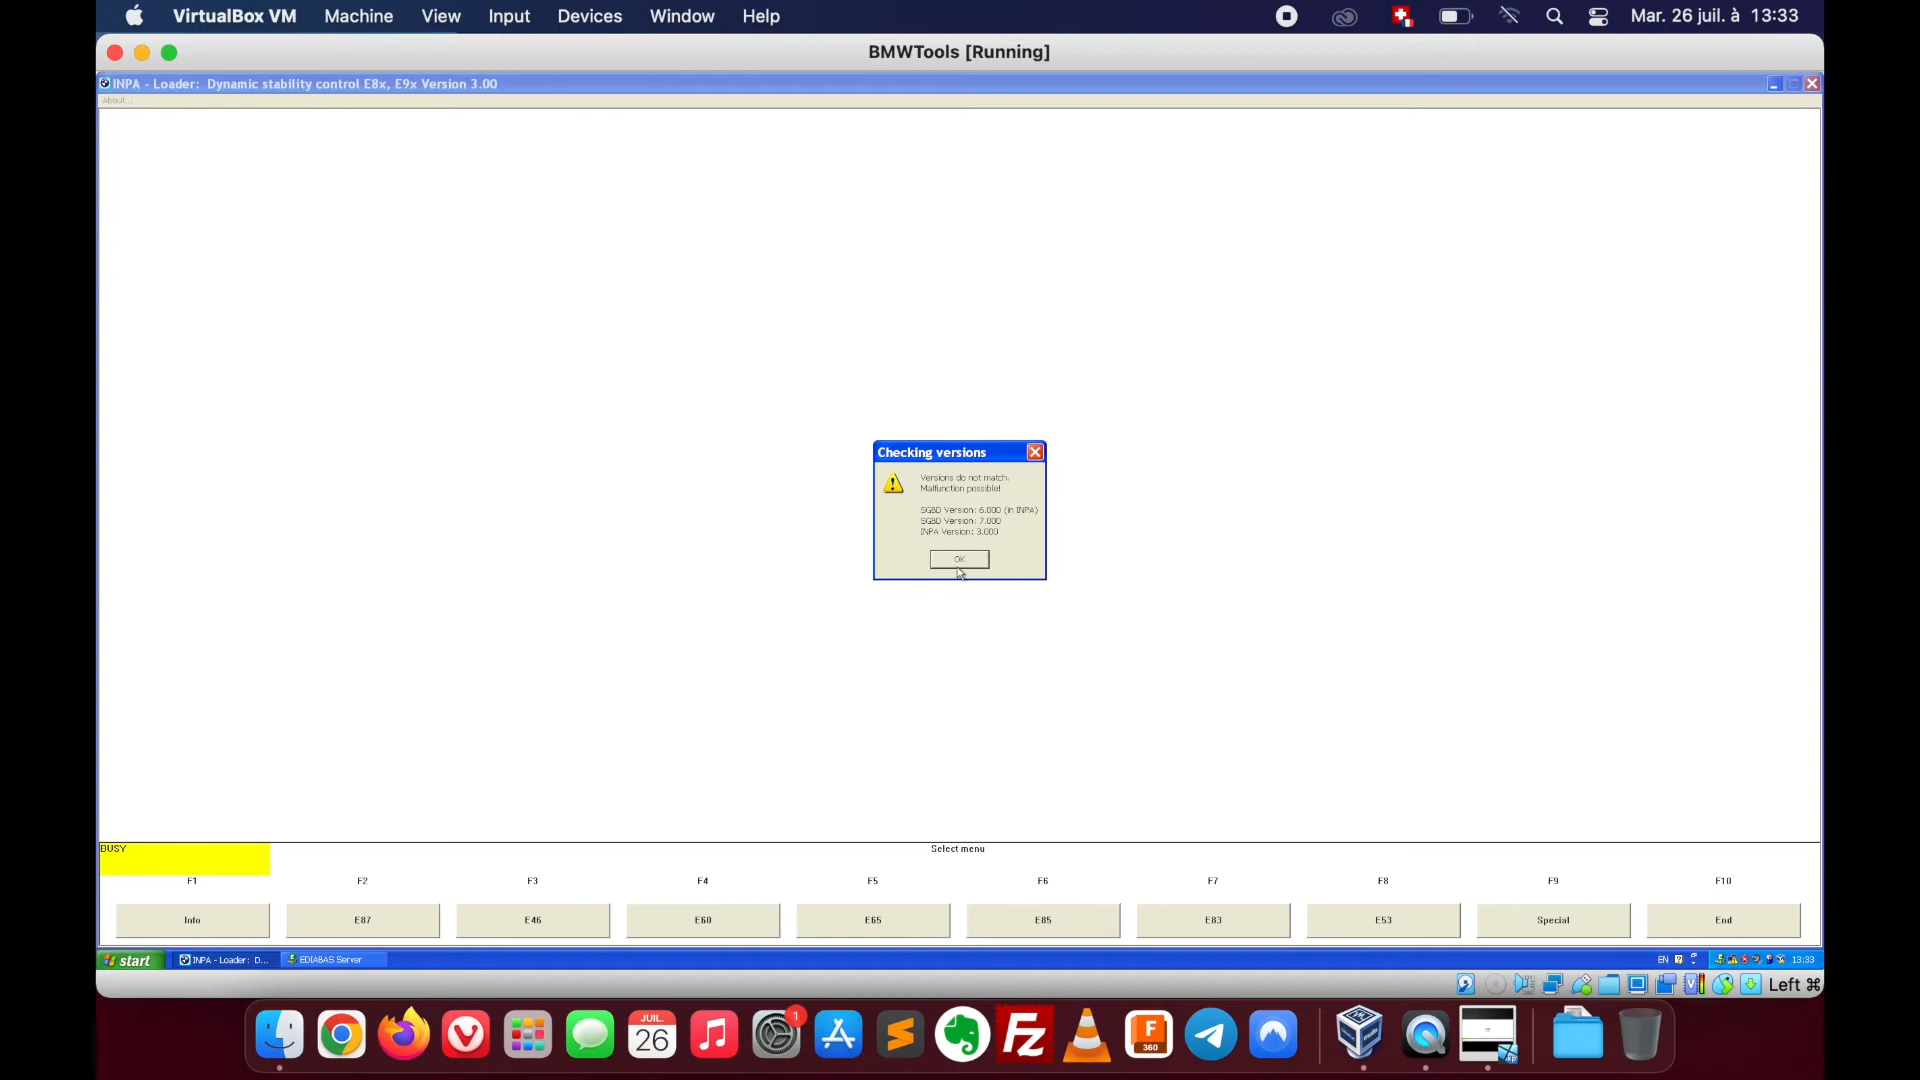 VirtualBox VM Machine View Input Devices Window Help Mar. 26 juil. à 13:33
BMWTools [Running]
INPA - Loader: Dynamic stability control E8x, E9x Version 3.00
About...
Checking versions
Versions do not match.
Malfunction possible!
SGBD Version: 6.000 (in INPA)
SGBD Version: 7.000
INPA Version: 3.000
OK
BUSY
Select menu
F1 F2 F3 F4 F5 F6 F7 F8 F9 F10
Info E87 E46 E60 E65 E85 E83 E53 Special End
start INPA - Loader: D... EDIABAS Server EN 13:33
Left ⌘
JUIL.
26
1
Fz
F
360